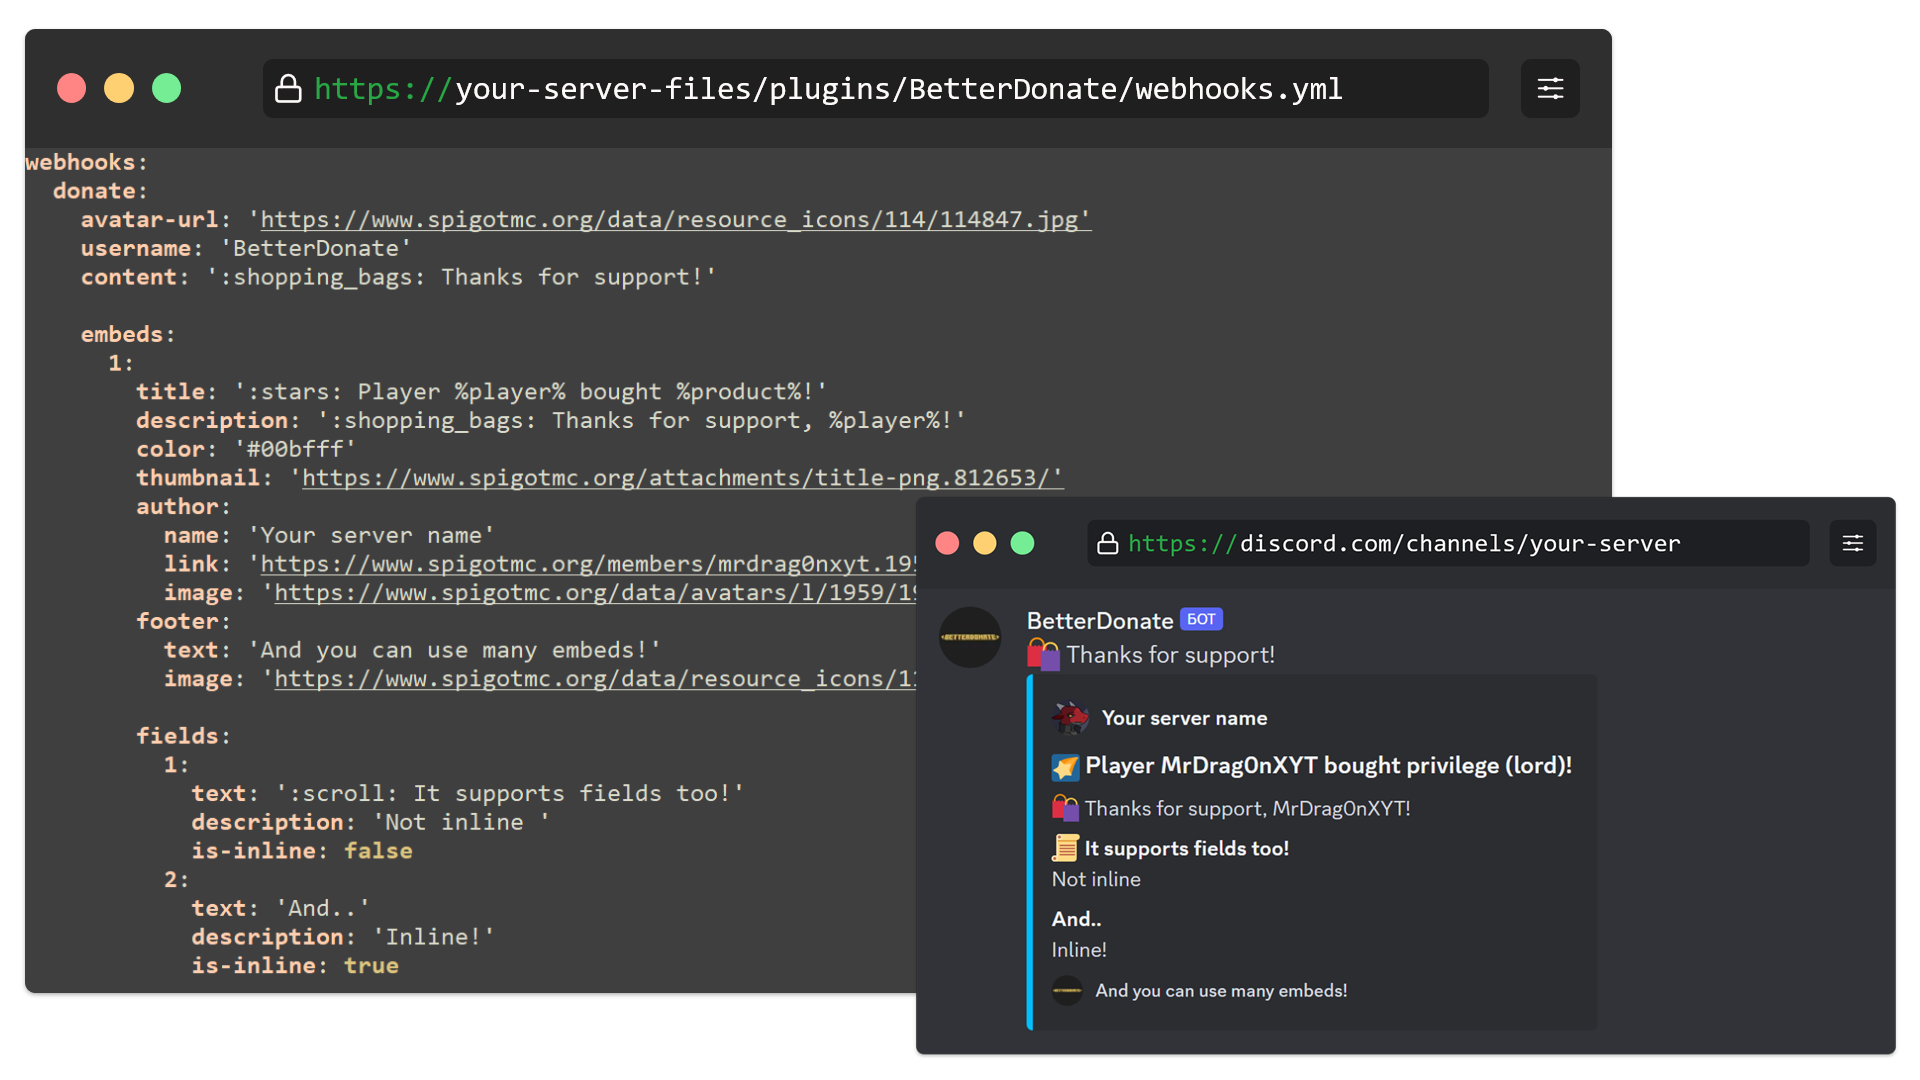 https://your-server-files/plugins/BetterDonate/webhooks.yml
webhooks:
donate:
avatar-url: 'https://www.spigotmc.org/data/resource_icons/114/114847.jpg'
username: 'BetterDonate'
content: ':shopping_bags: Thanks for support!'
embeds:
1:
title: ':stars: Player %player% bought %product%!'
description: ':shopping_bags: Thanks for support, %player%!'
color: '#00bfff'
thumbnail: 'https://www.spigotmc.org/attachments/title-png.812653/'
author:
name: 'Your server name'
link: 'https://www.spigotmc.org/members/mrdrag0nxyt.195
image: 'https://www.spigotmc.org/data/avatars/l/1959/19
footer:
text: 'And you can use many embeds!'
image: 'https://www.spigotmc.org/data/resource_icons/11
fields:
1:
text: ':scroll: It supports fields too!'
description: 'Not inline '
is-inline: false
2:
text: 'And..'
description: 'Inline!'
is-inline: true
https://discord.com/channels/your-server
BETTERDONATE
BetterDonate БОТ
Thanks for support!
Your server name
Player MrDrag0nXYT bought privilege (lord)!
Thanks for support, MrDrag0nXYT!
It supports fields too!
Not inline
And..
Inline!
And you can use many embeds!